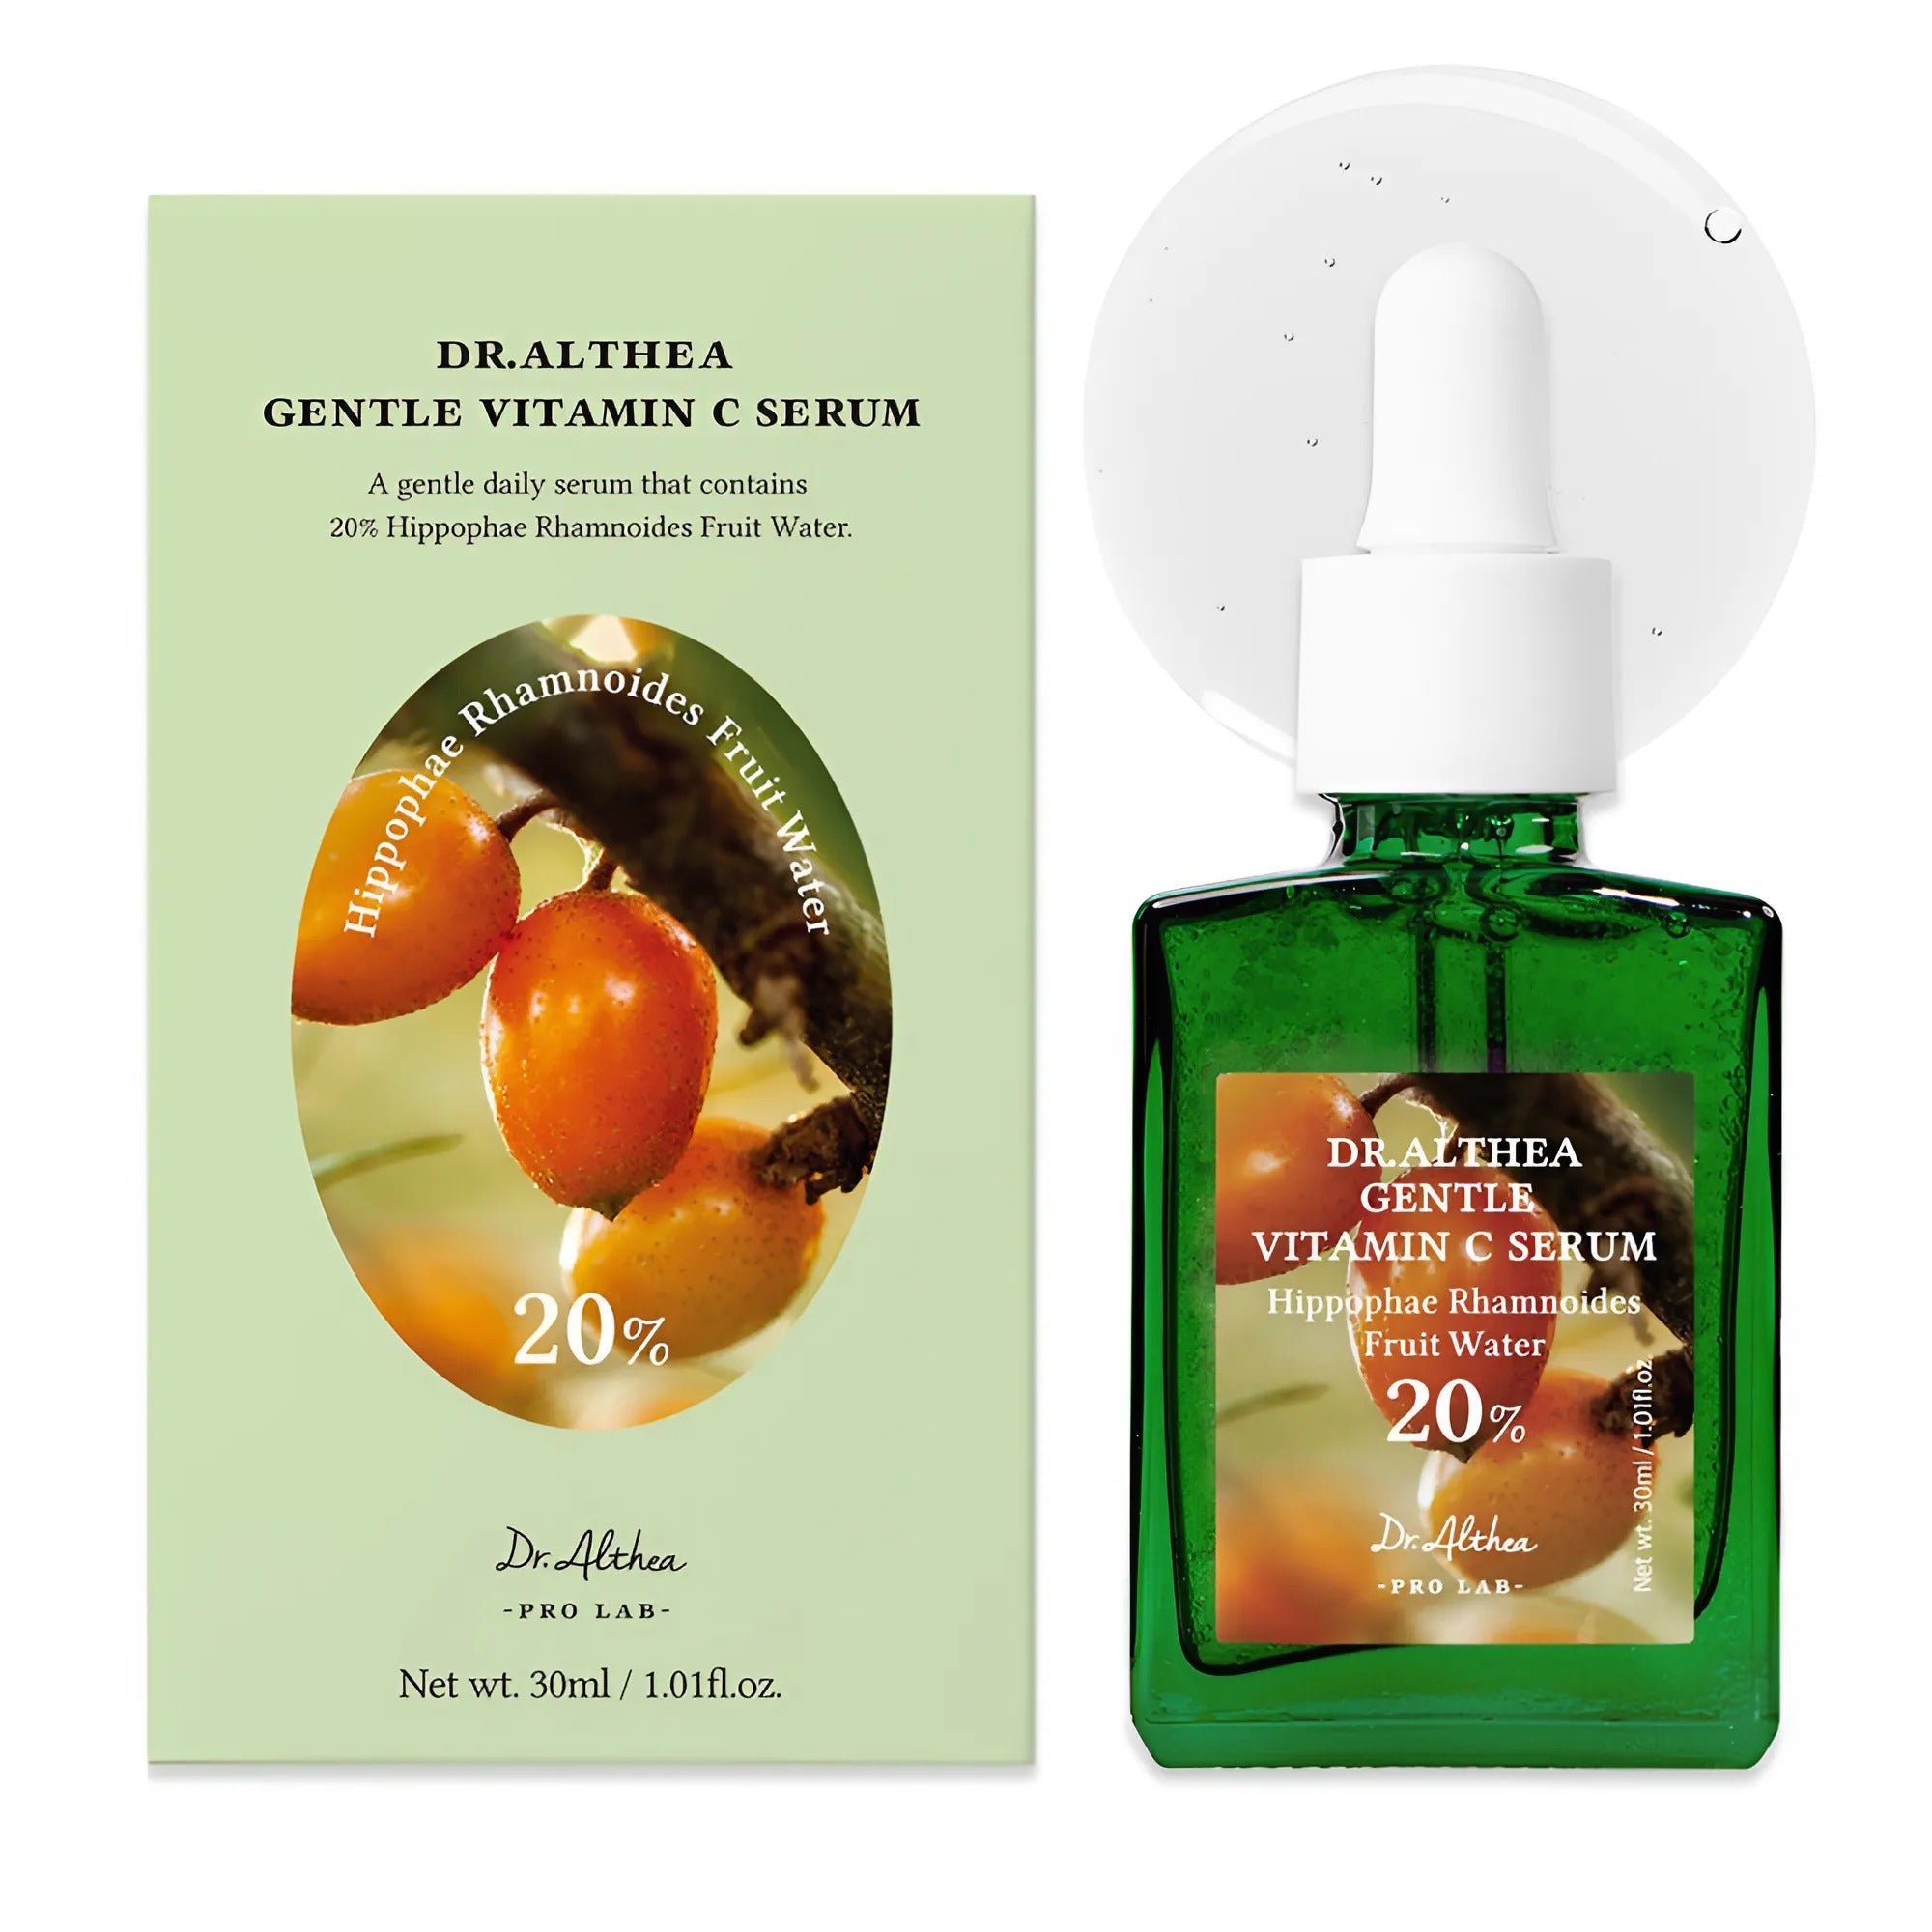 DR.ALTHEA
GENTLE VITAMIN C SERUM
A gentle daily serum that contains
20% Hippophae Rhamnoides Fruit Water.
Hippophae Rhamnoides Fruit Water
20%
Dr. Althea
-PRO LAB-
Net wt. 30ml / 1.01fl.oz.
DR.ALTHEA
GENTLE
VITAMIN C SERUM
Hippophae Rhamnoides
Fruit Water
20%
Dr. Althea
-PRO LAB-
Net wt. 30ml / 1.01fl.oz.